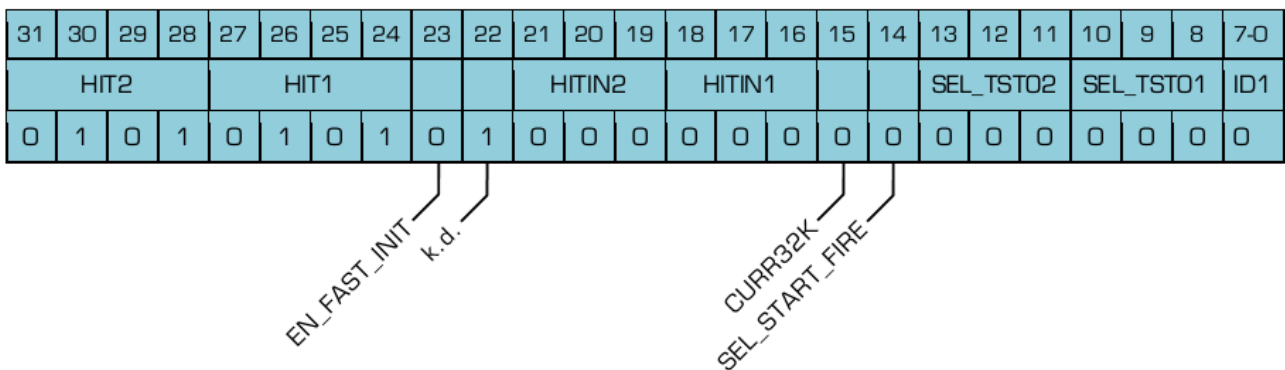 31 30 29 28 27 26 25 24 23 22 21 20 19 18 17 16 15 14 13 12 11 10 9 8 7-0
HIT2 HIT1 HITIN2 HITIN1 SEL_TSTO2 SEL_TSTO1 ID1
0 1 0 1 0 1 0 1 0 1 0 0 0 0 0 0 0 0 0 0 0 0 0 0 0
EN_FAST_INIT
k.d.
CURR32K
SEL_START_FIRE